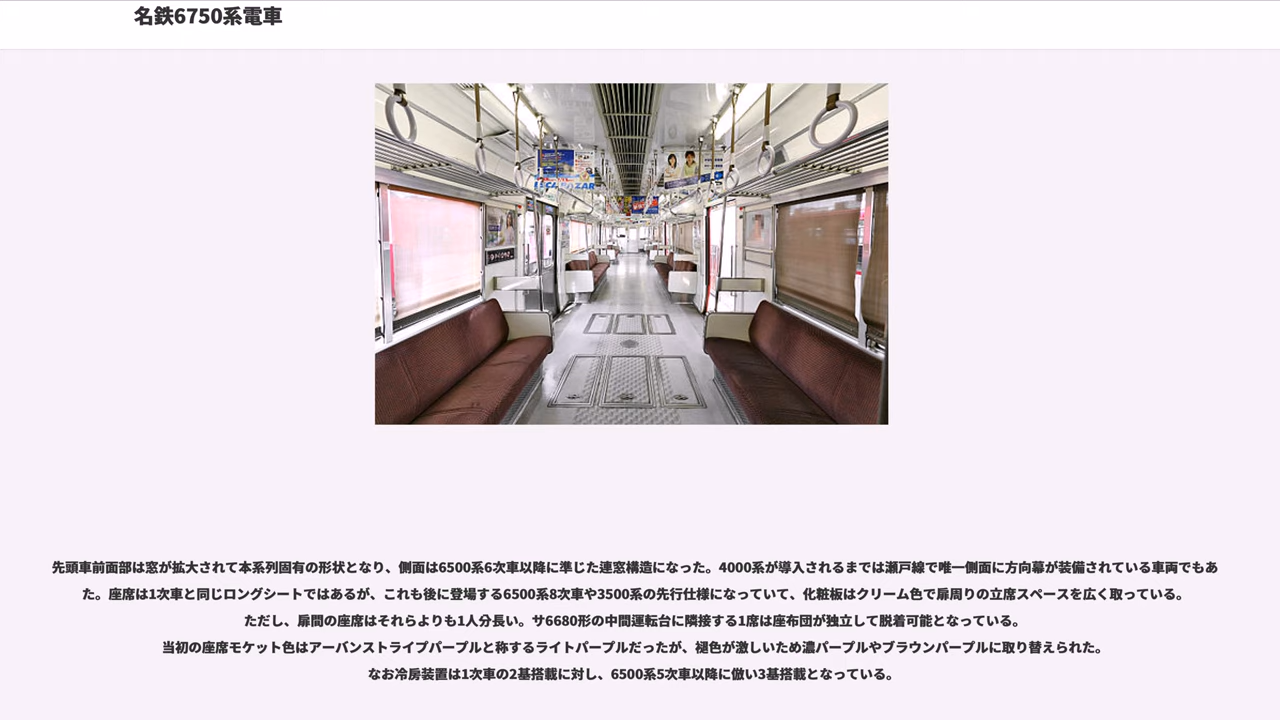 名鉄6750系電車
先頭車前面部は窓が拡大されて本系列固有の形状となり、側面は6500系6次車以降に準じた連窓構造になった。4000系が導入されるまでは瀬戸線で唯一側面に方向幕が装備されている車両でもあ
た。座席は1次車と同じロングシートではあるが、これも後に登場する6500系8次車や3500系の先行仕様になっていて、化粧板はクリーム色で扉周りの立席スペースを広く取っている。
ただし、扉間の座席はそれらよりも1人分長い。サ6680形の中間運転台に隣接する1席は座布団が独立して脱着可能となっている。
当初の座席モケット色はアーバンストライプパープルと称するライトパープルだったが、褪色が激しいため濃パープルやブラウンパープルに取り替えられた。
なお冷房装置は1次車の2基搭載に対し、6500系5次車以降に倣い3基搭載となっている。